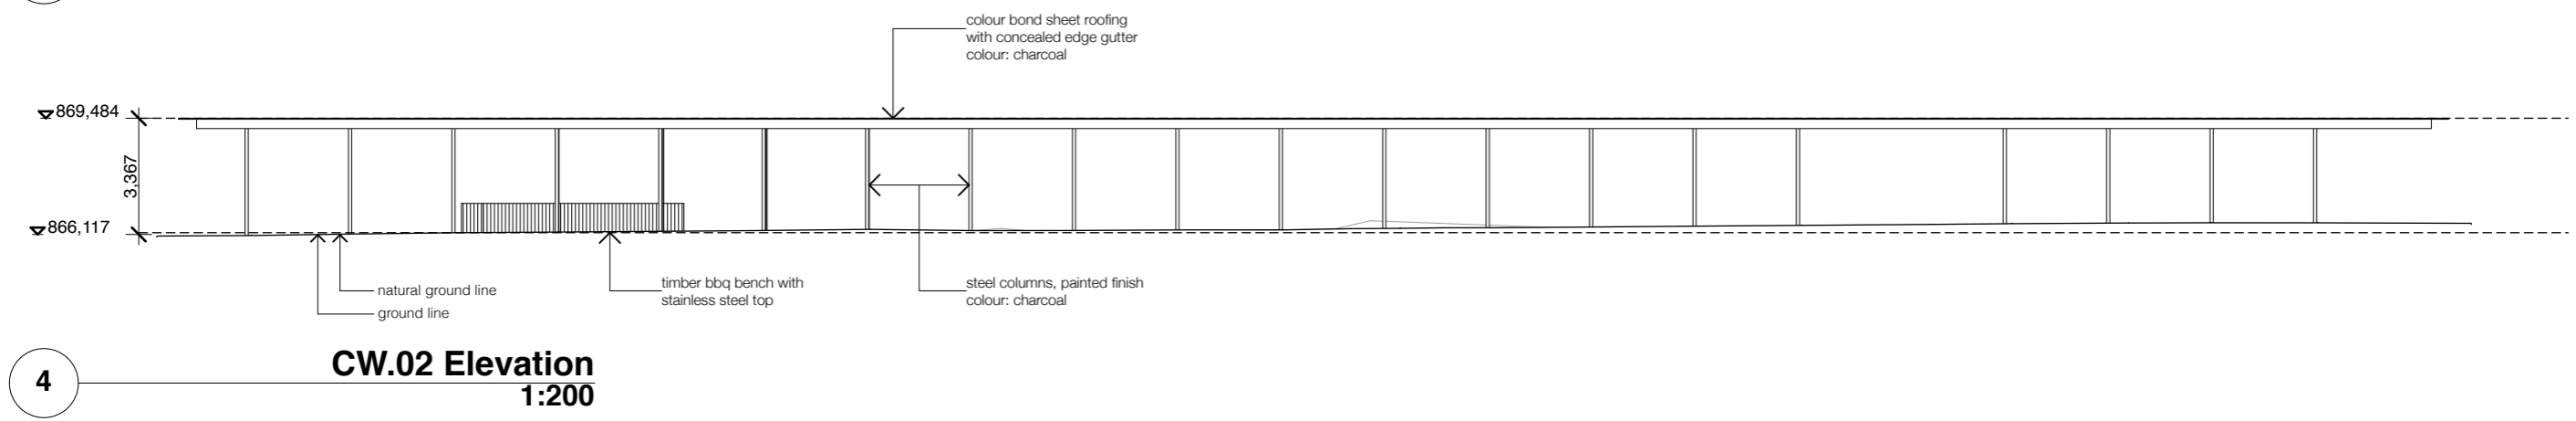 colour bond sheet roofing
with concealed edge gutter
colour: charcoal
869,484
3,367
866,117
natural ground line
ground line
timber bbq bench with
stainless steel top
steel columns, painted finish
colour: charcoal
4
CW.02 Elevation
1:200